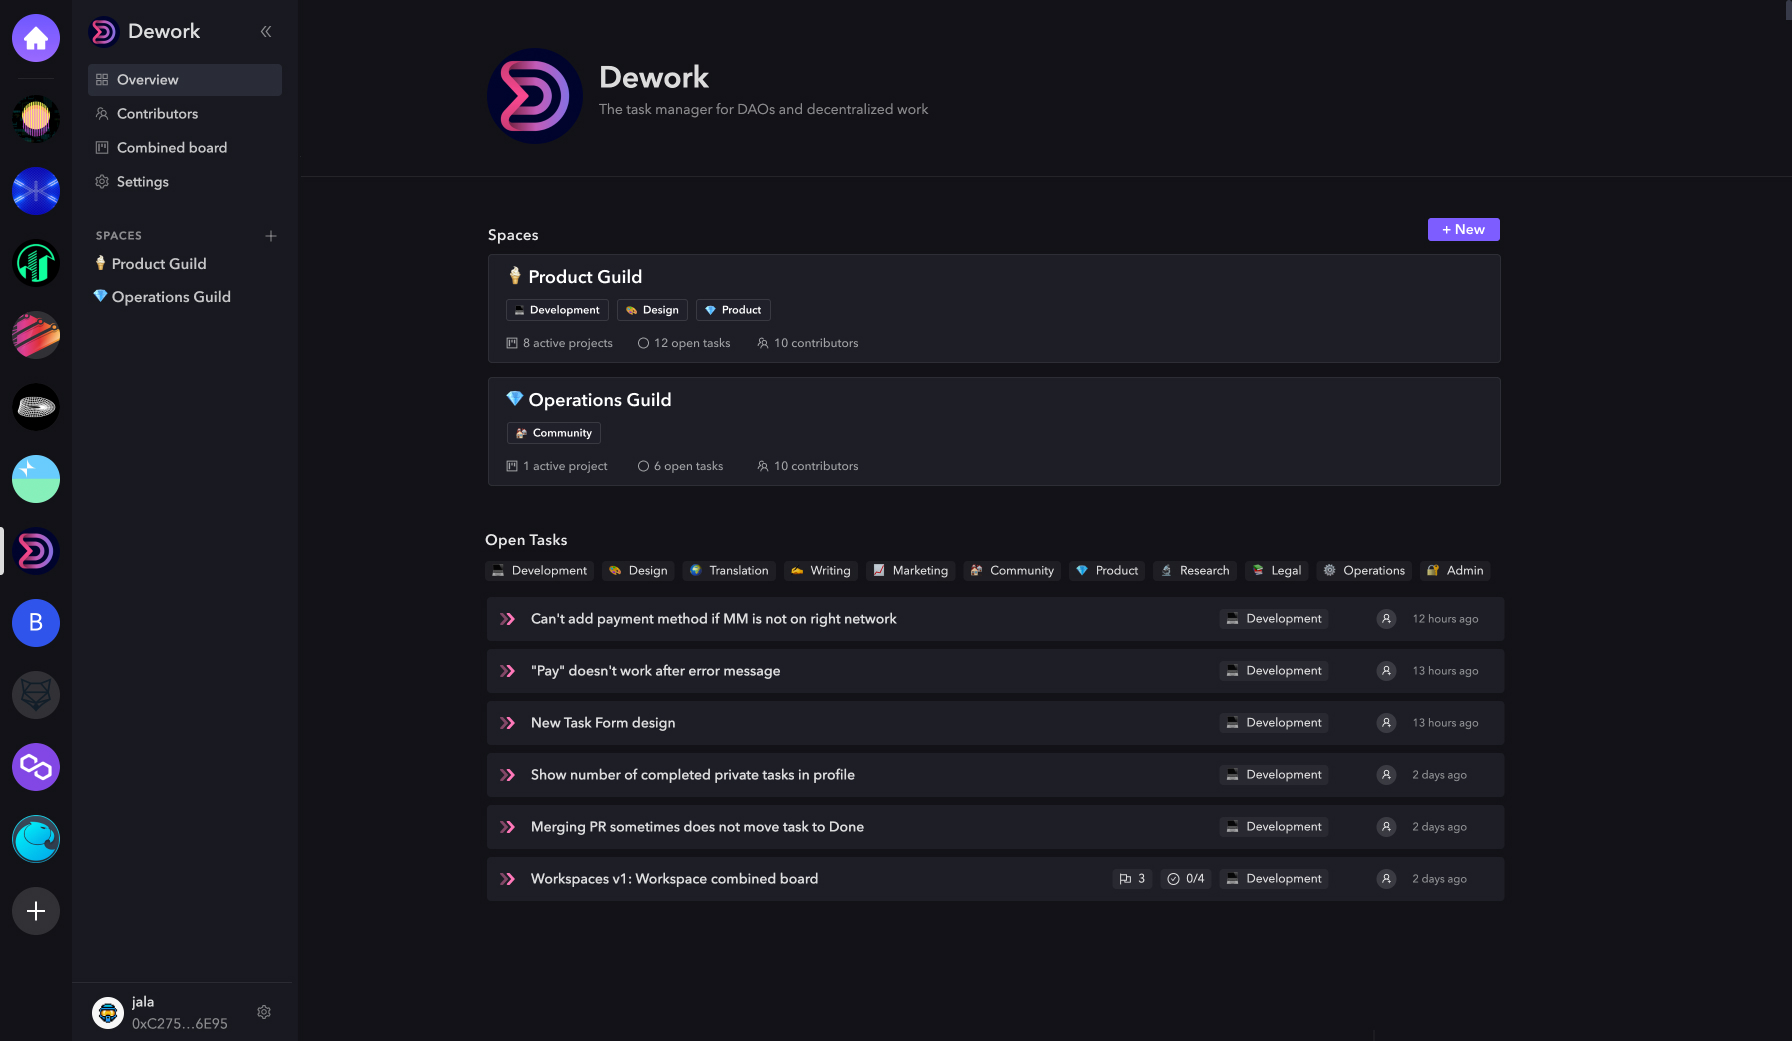 Dework
Overview
Contributors
Combined board
Settings
SPACES
Product Guild
Operations Guild
B
jala
0xC275...6E95
Dework
The task manager for DAOs and decentralized work
Spaces
+ New
Product Guild
Development Design Product
8 active projects 12 open tasks 10 contributors
Operations Guild
Community
1 active project 6 open tasks 10 contributors
Open Tasks
Development Design Translation Writing Marketing Community Product Research Legal Operations Admin
Can't add payment method if MM is not on right network Development 12 hours ago
"Pay" doesn't work after error message Development 13 hours ago
New Task Form design Development 13 hours ago
Show number of completed private tasks in profile Development 2 days ago
Merging PR sometimes does not move task to Done Development 2 days ago
Workspaces v1: Workspace combined board 3 0/4 Development 2 days ago